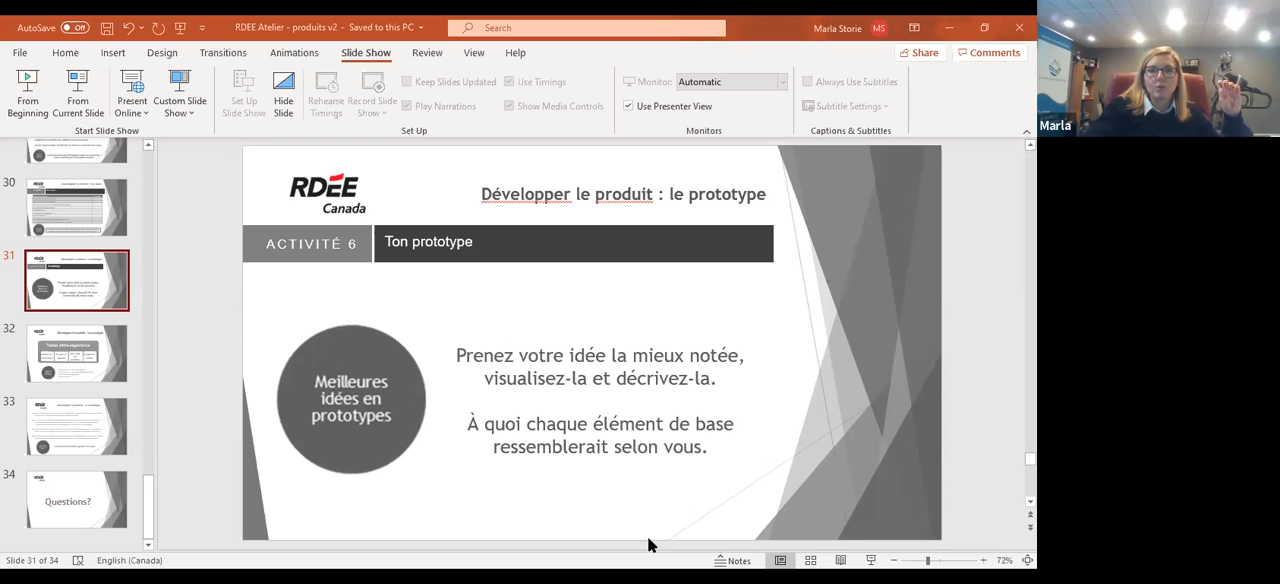 AutoSave Off
RDEE Atelier - produits v2 - Saved to this PC
Search
Marla Storie MS
File Home Insert Design Transitions Animations Slide Show Review View Help
Share Comments
From Beginning
From Current Slide
Present Online
Custom Slide Show
Set Up Slide Show
Hide Slide
Rehearse Timings
Record Slide Show
Keep Slides Updated
Play Narrations
Use Timings
Show Media Controls
Monitor: Automatic
Use Presenter View
Always Use Subtitles
Subtitle Settings
Start Slide Show
Set Up
Monitors
Captions & Subtitles
Marla
30
31
32
33
34
Questions?
RDÉE
Canada
Développer le produit : le prototype
ACTIVITÉ 6
Ton prototype
Meilleures
idées en
prototypes
Prenez votre idée la mieux notée,
visualisez-la et décrivez-la.
À quoi chaque élément de base
ressemblerait selon vous.
Slide 31 of 34
English (Canada)
Notes
72%